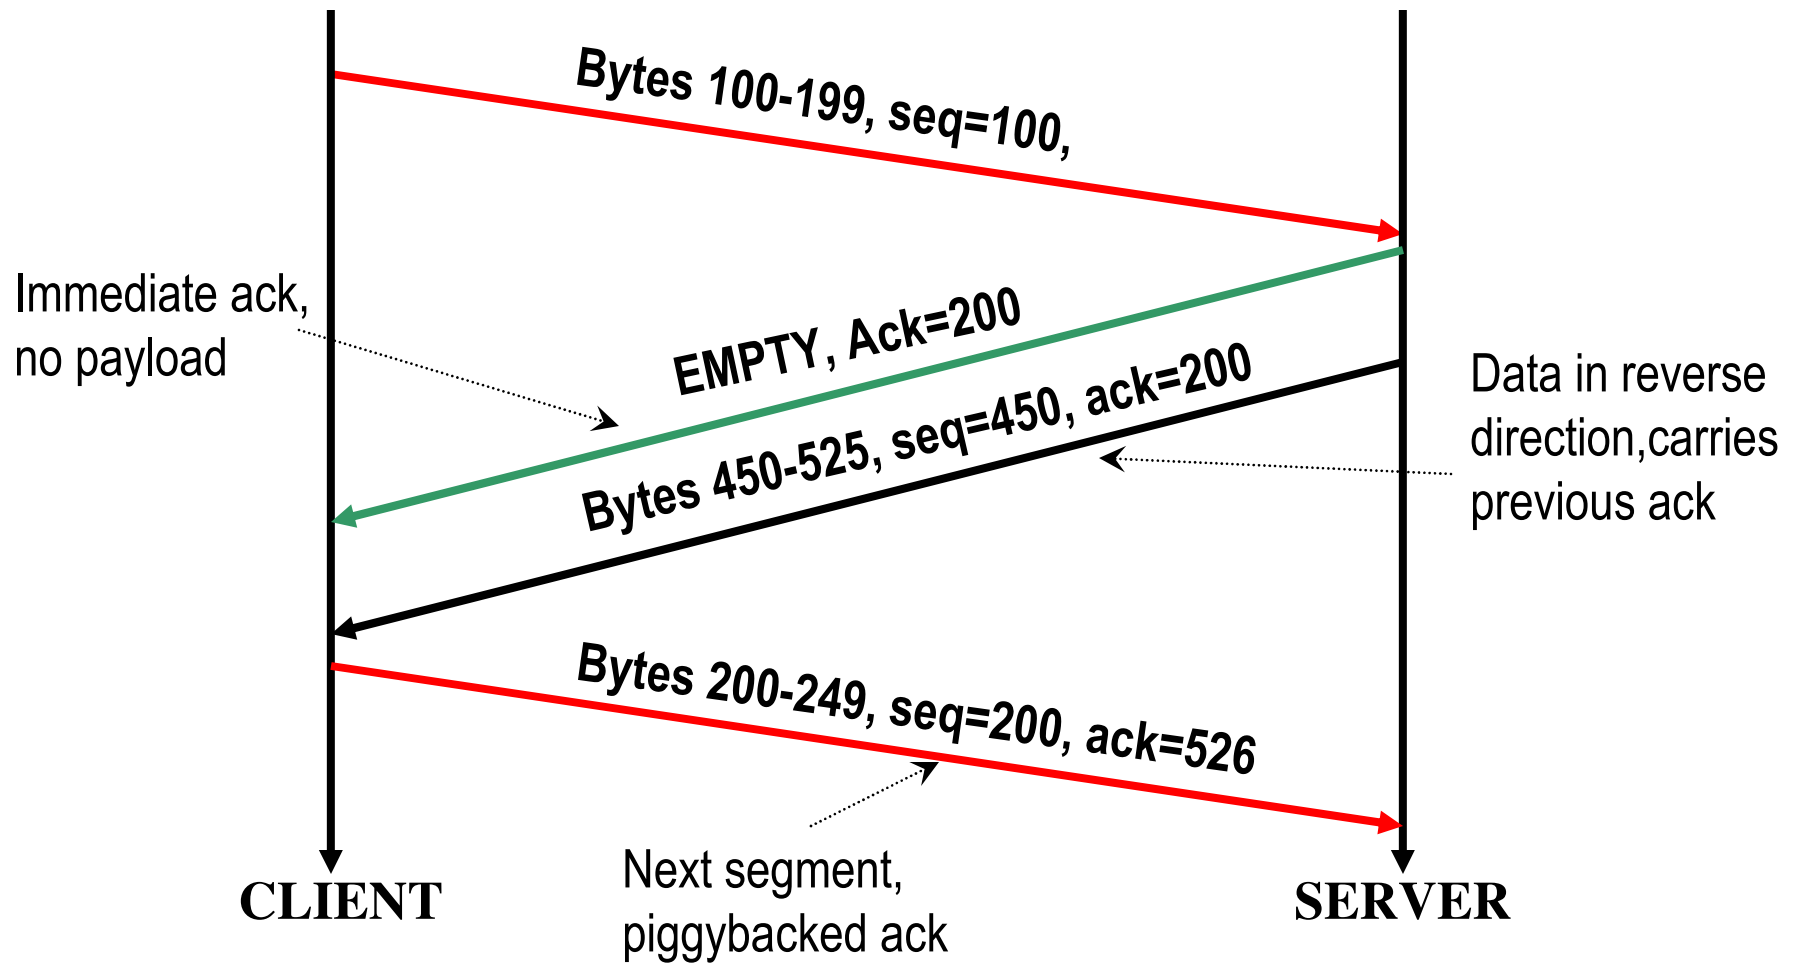 Bytes 100-199, seq=100,
Immediate ack,
no payload
EMPTY, Ack=200
Bytes 450-525, seq=450, ack=200
Data in reverse
direction,carries
previous ack
Bytes 200-249, seq=200, ack=526
Next segment,
piggybacked ack
CLIENT
SERVER